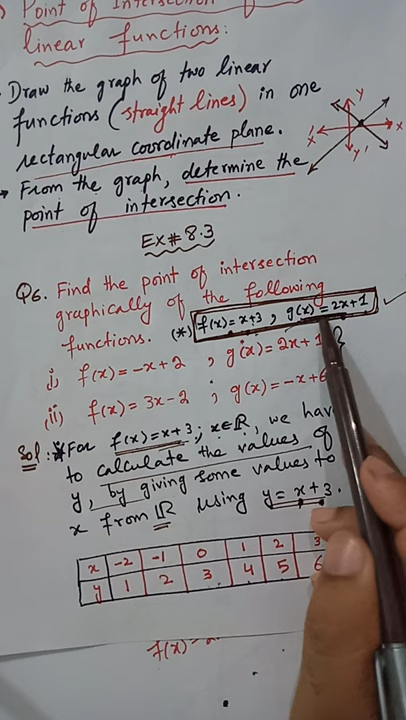 Point of Intersection of
linear functions:
Draw the graph of two linear
functions (straight lines) in one
rectangular coordinate plane.
→ From the graph, determine the
point of intersection.
Y
X' X
Y'
Ex # 8.3
Q6. Find the point of intersection
graphically of the following
functions. (*) f(x) = x+3 , g(x) = 2x+1
i) f(x) = -x+2 ; g(x) = 2x+1
(ii) f(x) = 3x-2 ; g(x) = -x+6
Sol: * For f(x) = x+3 ; x∈ℝ, we have
to calculate the values of
y, by giving some values to
x from ℝ using y = x+3.
x -2 -1 0 1 2 3
y 1 2 3 4 5 6
f(x)